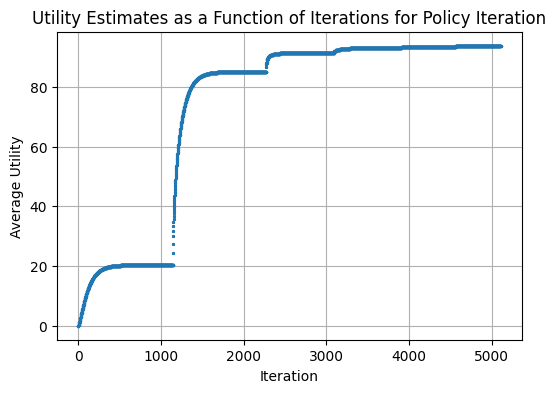 Utility Estimates as a Function of Iterations for Policy Iteration
Average Utility
80
60
40
20
0
0 1000 2000 3000 4000 5000
Iteration